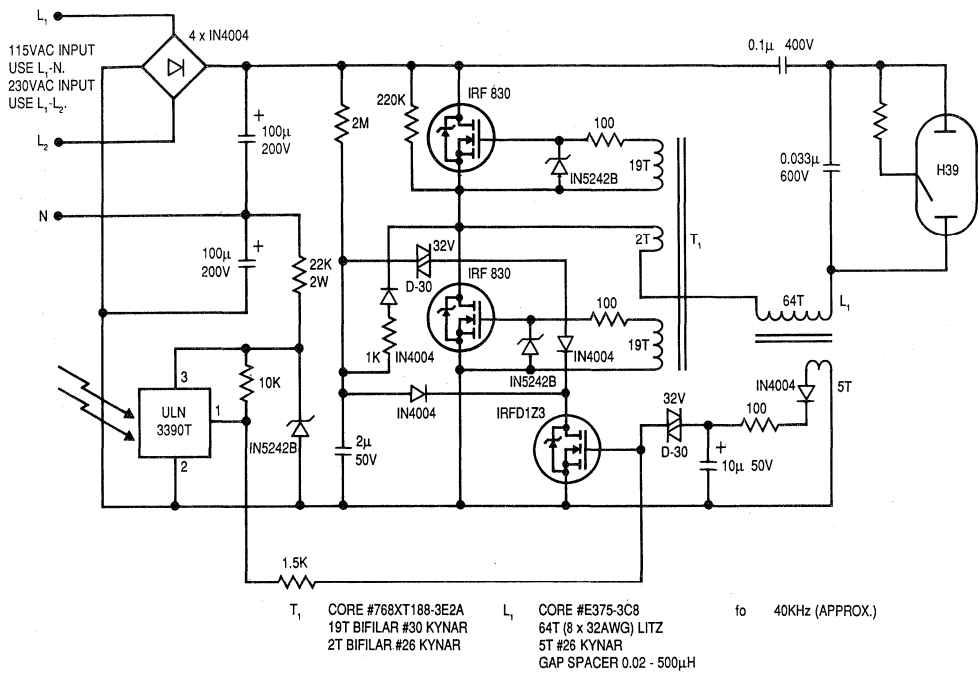 L1
4 x IN4004
115VAC INPUT
USE L1-N.
230VAC INPUT
USE L1-L2.
L2
N
+
100μ
200V
+
100μ
200V
2M
220K
IRF 830
100
19T
IN5242B
0.1μ 400V
0.033μ
600V
H39
2T
T1
32V
D-30
22K
2W
IRF 830
100
19T
IN5242B
IN4004
1K
IN4004
IN4004
64T
L1
5T
IN4004
100
32V
D-30
+
10μ 50V
IRFD1Z3
2μ
50V
3
10K
ULN
3390T
1
2
IN5242B
1.5K
T1 CORE #768XT188-3E2A
19T BIFILAR #30 KYNAR
2T BIFILAR #26 KYNAR
L1 CORE #E375-3C8
64T (8 x 32AWG) LITZ
5T #26 KYNAR
GAP SPACER 0.02 - 500μH
fo 40KHz (APPROX.)